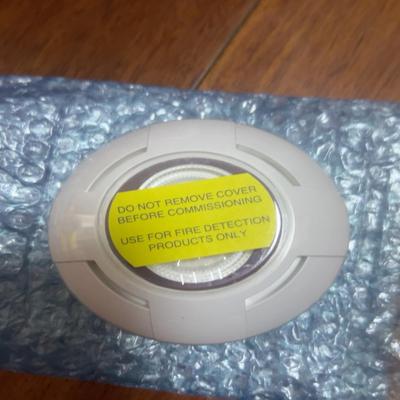 DO NOT REMOVE COVER
BEFORE COMMISSIONING
USE FOR FIRE DETECTION
PRODUCTS ONLY